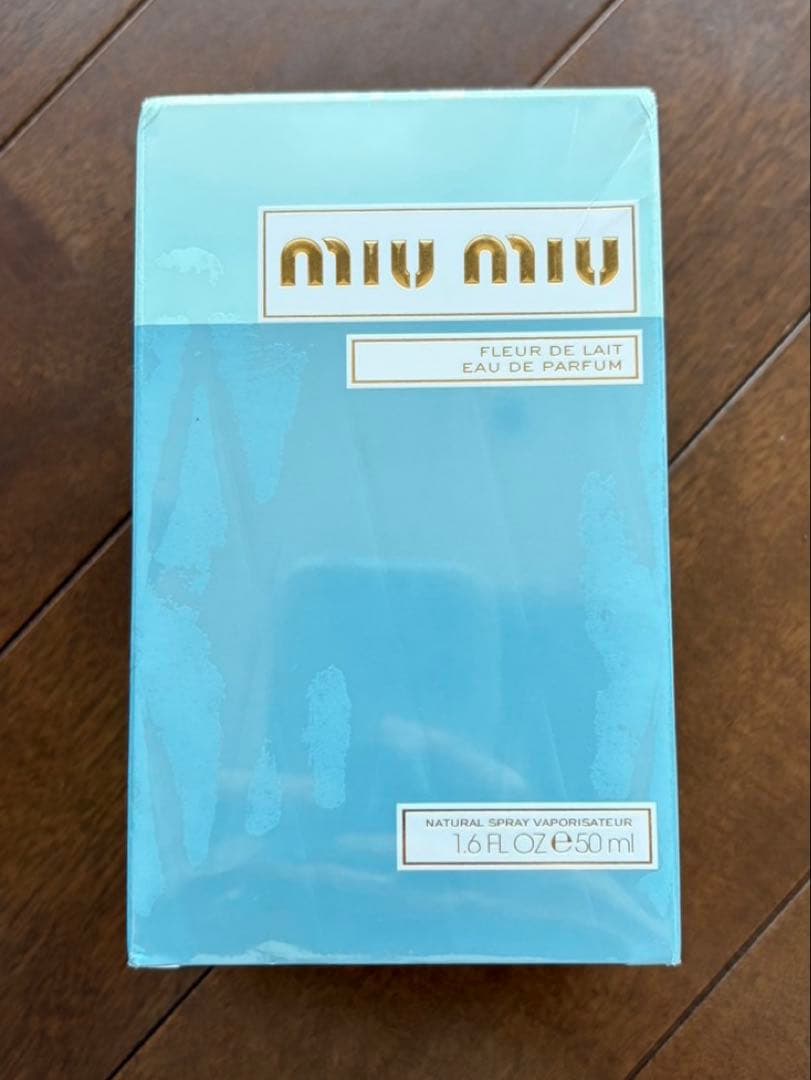 MIU MIU
FLEUR DE LAIT
EAU DE PARFUM
NATURAL SPRAY VAPORISATEUR
1.6 FL OZ e 50 ml